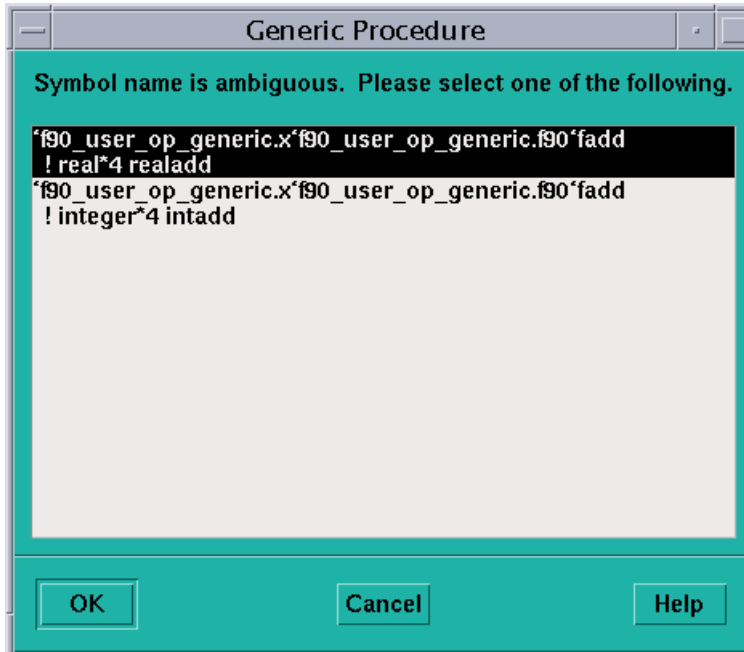 Generic Procedure
Symbol name is ambiguous.  Please select one of the following.
‘f90_user_op_generic.x‘f90_user_op_generic.f90‘fadd
! real*4 realadd
‘f90_user_op_generic.x‘f90_user_op_generic.f90‘fadd
! integer*4 intadd
OK
Cancel
Help